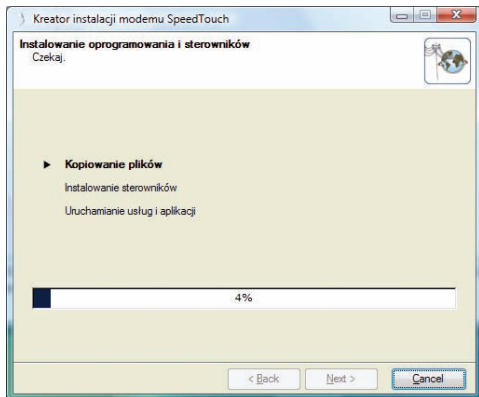 Kreator instalacji modemu SpeedTouch
Instalowanie oprogramowania i sterowników
Czekaj.
Kopiowanie plików
Instalowanie sterowników
Uruchamianie usług i aplikacji
4%
< Back Next > Cancel